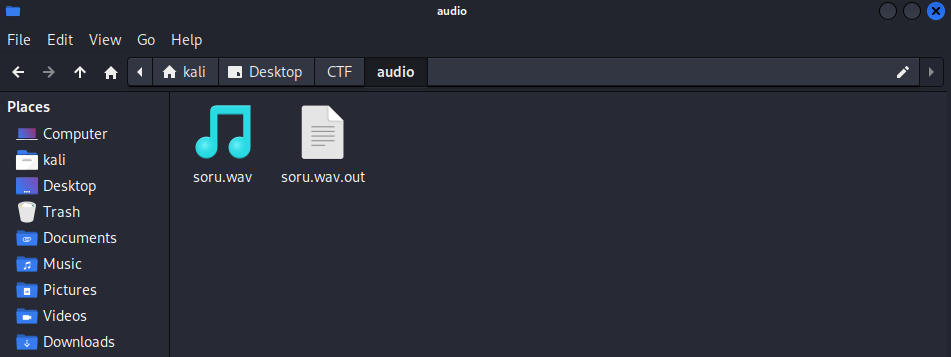 audio
File Edit View Go Help
kali Desktop CTF audio
Places
Computer
kali
Desktop
Trash
Documents
Music
Pictures
Videos
Downloads
soru.wav soru.wav.out